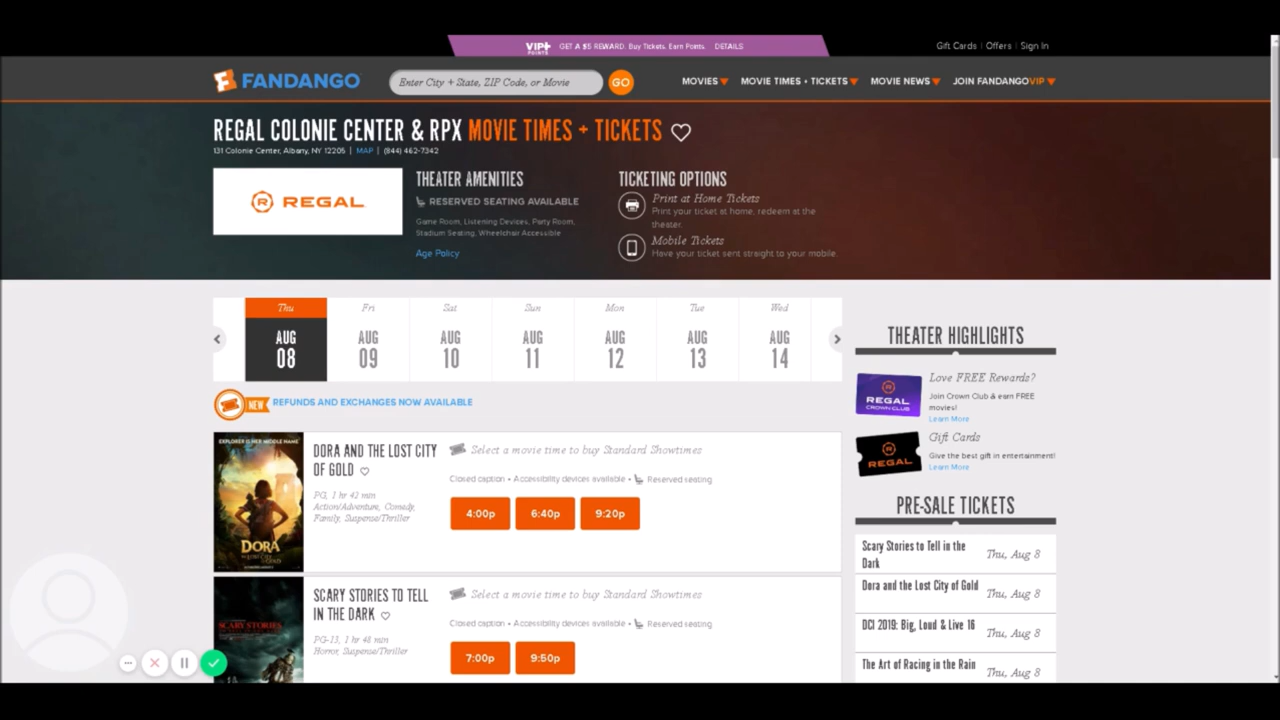 VIP+ POINTS GET A $5 REWARD. Buy Tickets. Earn Points. DETAILS
Gift Cards | Offers | Sign In
FANDANGO
Enter City + State, ZIP Code, or Movie GO
MOVIES MOVIE TIMES + TICKETS MOVIE NEWS JOIN FANDANGOVIP
REGAL COLONIE CENTER & RPX MOVIE TIMES + TICKETS
131 Colonie Center, Albany, NY 12205 | MAP | (844) 462-7342
REGAL
THEATER AMENITIES
RESERVED SEATING AVAILABLE
Game Room, Listening Devices, Party Room,
Stadium Seating, Wheelchair Accessible
Age Policy
TICKETING OPTIONS
Print at Home Tickets
Print your ticket at home, redeem at the
theater.
Mobile Tickets
Have your ticket sent straight to your mobile.
Thu Fri Sat Sun Mon Tue Wed
AUG AUG AUG AUG AUG AUG AUG
08 09 10 11 12 13 14
NEW REFUNDS AND EXCHANGES NOW AVAILABLE
EXPLORER IS HER MIDDLE NAME
DORA
DORA AND THE LOST CITY
OF GOLD
PG, 1 hr 42 min
Action/Adventure, Comedy,
Family, Suspense/Thriller
Select a movie time to buy Standard Showtimes
Closed caption • Accessibility devices available • Reserved seating
4:00p 6:40p 9:20p
SCARY STORIES
SCARY STORIES TO TELL
IN THE DARK
PG-13, 1 hr 48 min
Horror, Suspense/Thriller
Select a movie time to buy Standard Showtimes
Closed caption • Accessibility devices available • Reserved seating
7:00p 9:50p
THEATER HIGHLIGHTS
REGAL
CROWN CLUB
Love FREE Rewards?
Join Crown Club & earn FREE
movies!
Learn More
REGAL
Gift Cards
Give the best gift in entertainment!
Learn More
PRE-SALE TICKETS
Scary Stories to Tell in the
Dark
Thu, Aug 8
Dora and the Lost City of Gold Thu, Aug 8
DCI 2019: Big, Loud & Live 16 Thu, Aug 8
The Art of Racing in the Rain Thu, Aug 8